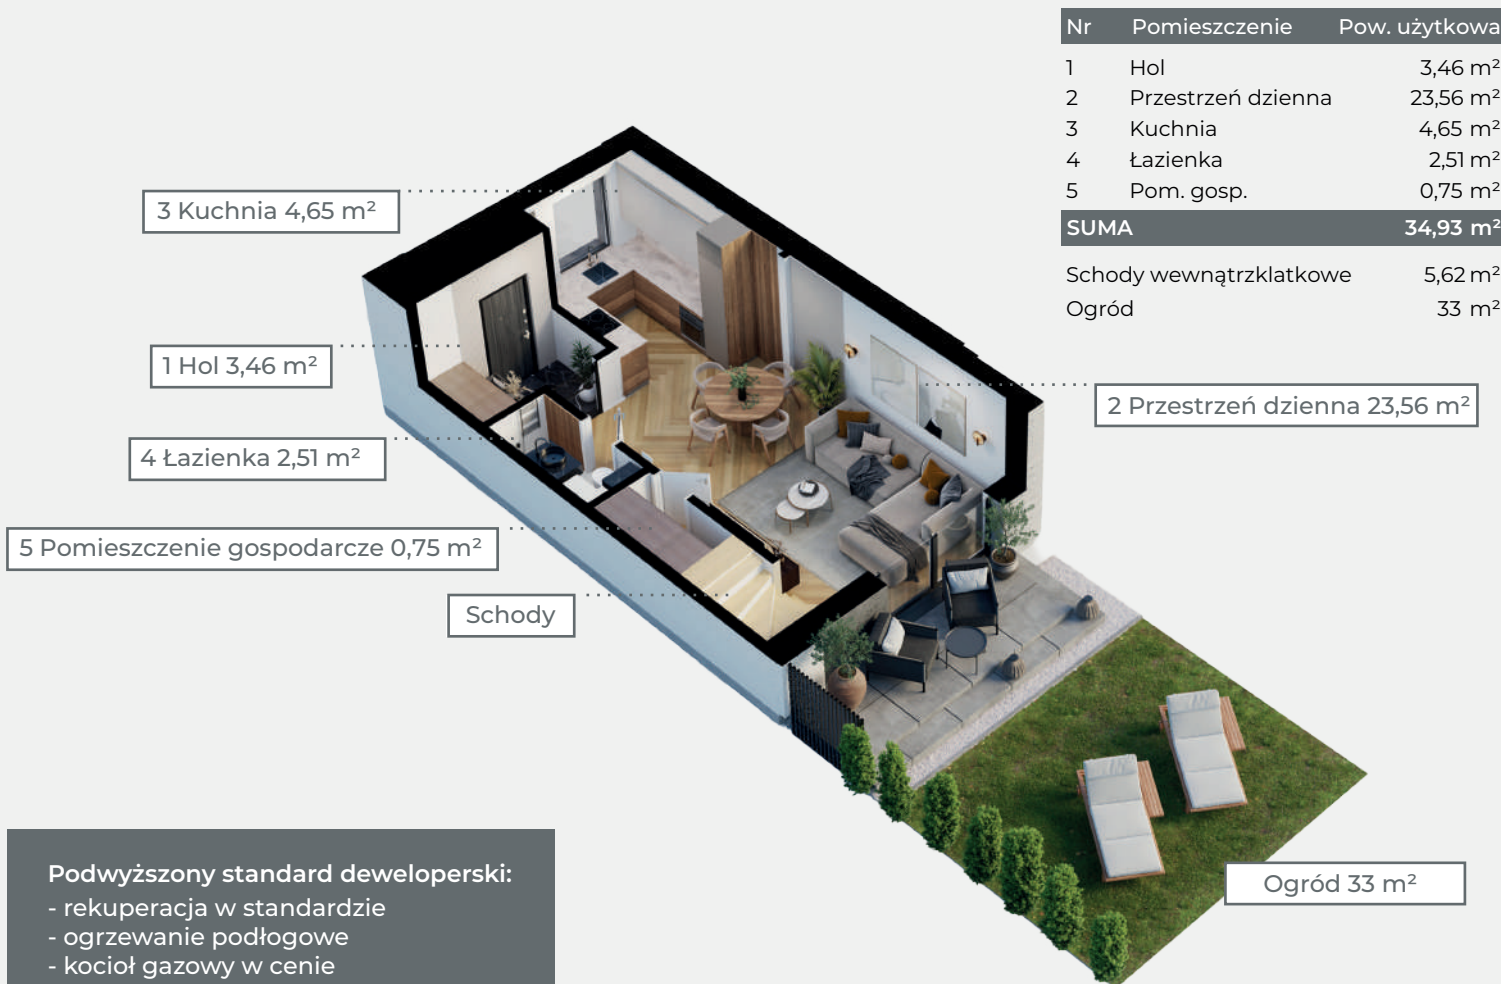 Nr Pomieszczenie Pow. użytkowa
1 Hol 3,46 m²
2 Przestrzeń dzienna 23,56 m²
3 Kuchnia 4,65 m²
4 Łazienka 2,51 m²
5 Pom. gosp. 0,75 m²
SUMA 34,93 m²
Schody wewnątrzklatkowe 5,62 m²
Ogród 33 m²
3 Kuchnia 4,65 m²
1 Hol 3,46 m²
2 Przestrzeń dzienna 23,56 m²
4 Łazienka 2,51 m²
5 Pomieszczenie gospodarcze 0,75 m²
Schody
Ogród 33 m²
Podwyższony standard deweloperski:
- rekuperacja w standardzie
- ogrzewanie podłogowe
- kocioł gazowy w cenie